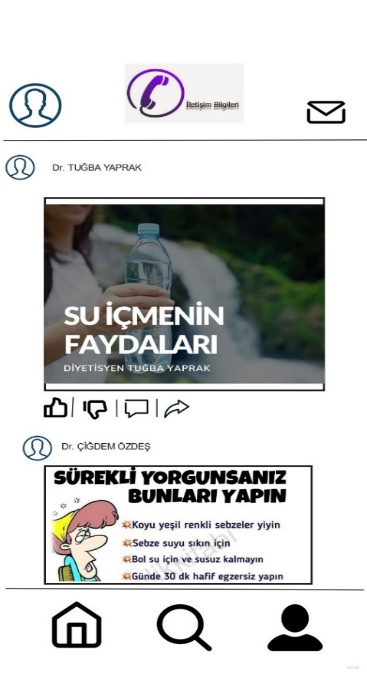 İletişim Bilgileri
Dr. TUĞBA YAPRAK
SU İÇMENİN
FAYDALARI
DİYETİSYEN TUĞBA YAPRAK
Dr. ÇİĞDEM ÖZDEŞ
SÜREKLİ YORGUNSANIZ
BUNLARI YAPIN
Koyu yeşil renkli sebzeler yiyin
Sebze suyu sıkın için
Bol su için ve susuz kalmayın
Günde 30 dk hafif egzersiz yapın